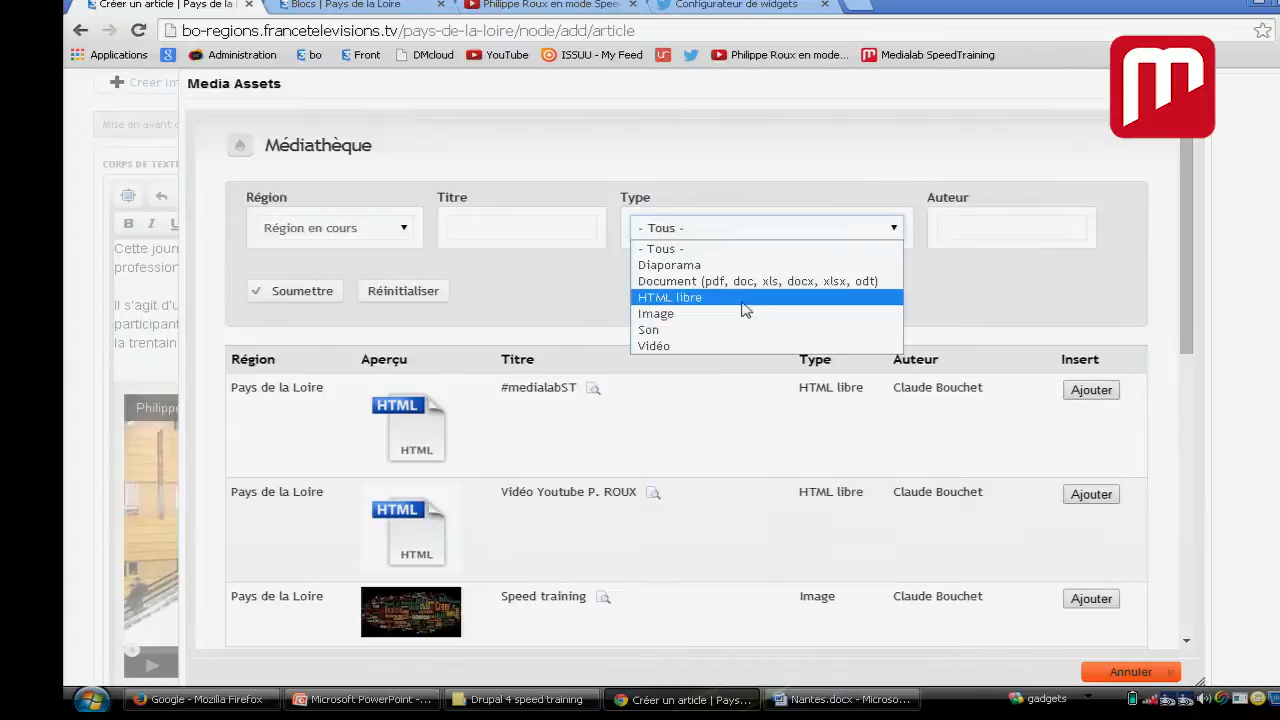 Créer un article | Pays de la
Blocs | Pays de la Loire
Philippe Roux en mode Spee
Configurateur de widgets
bo-regions.francetelevisions.tv/pays-de-la-loire/node/add/article
Applications Administration bo Front DMcloud YouTube ISSUU - My Feed Philippe Roux en mode... Medialab SpeedTraining
Créer Im
Media Assets
Mise en avant
CORPS DE TEXTE
B I U
Cette jour
profession
Il s'agit d'u
participant
la trentain
Philipp
Médiathèque
Région Titre Type Auteur
Région en cours
- Tous -
- Tous -
Diaporama
Document (pdf, doc, xls, docx, xlsx, odt)
HTML libre
Image
Son
Vidéo
Soumettre Réinitialiser
Région Aperçu Titre Type Auteur Insert
Pays de la Loire #medialabST HTML libre Claude Bouchet Ajouter
HTML
HTML
Pays de la Loire Vidéo Youtube P. ROUX HTML libre Claude Bouchet Ajouter
HTML
HTML
Pays de la Loire Speed training Image Claude Bouchet Ajouter
Annuler
Google - Mozilla Firefox Microsoft PowerPoint - ... Drupal 4 speed training Créer un article | Pays... Nantes.docx - Microso... gadgets